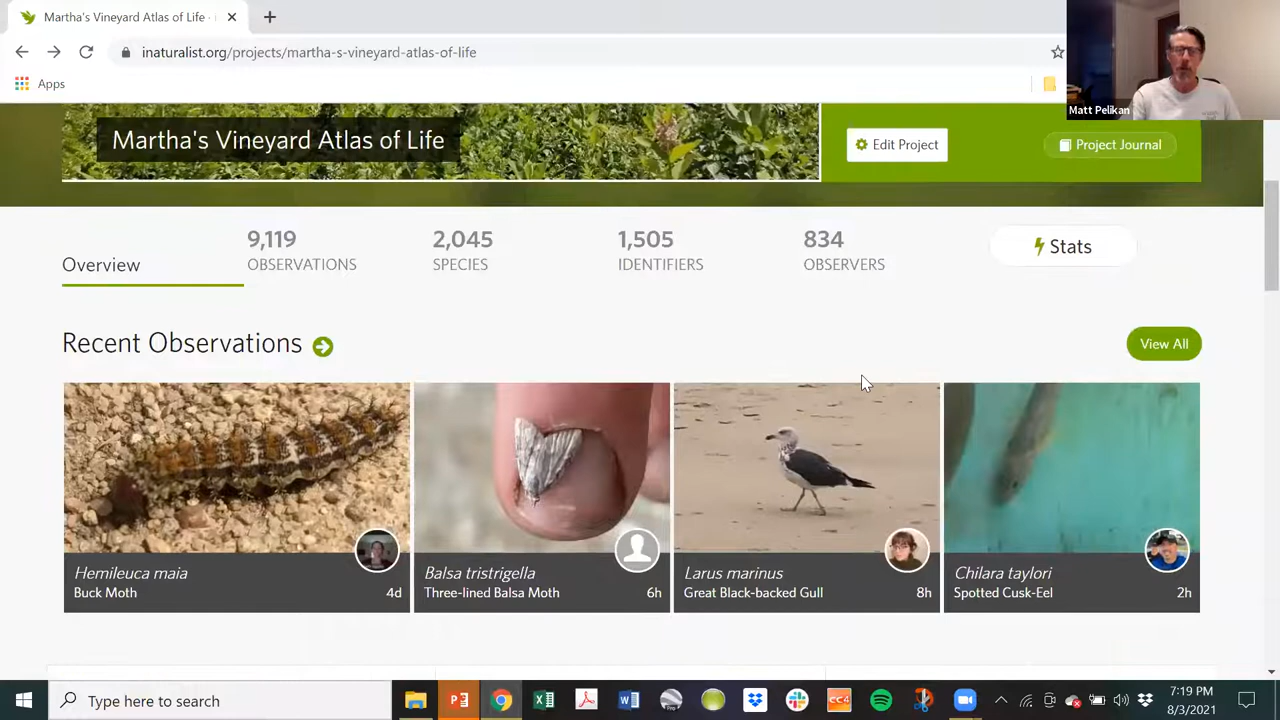 Martha's Vineyard Atlas of Life ·
inaturalist.org/projects/martha-s-vineyard-atlas-of-life
Apps
Matt Pelikan
Martha's Vineyard Atlas of Life
Edit Project
Project Journal
Overview
9,119
OBSERVATIONS
2,045
SPECIES
1,505
IDENTIFIERS
834
OBSERVERS
Stats
Recent Observations
View All
Hemileuca maia
Buck Moth 4d
Balsa tristrigella
Three-lined Balsa Moth 6h
Larus marinus
Great Black-backed Gull 8h
Chilara taylori
Spotted Cusk-Eel 2h
Type here to search
7:19 PM
8/3/2021